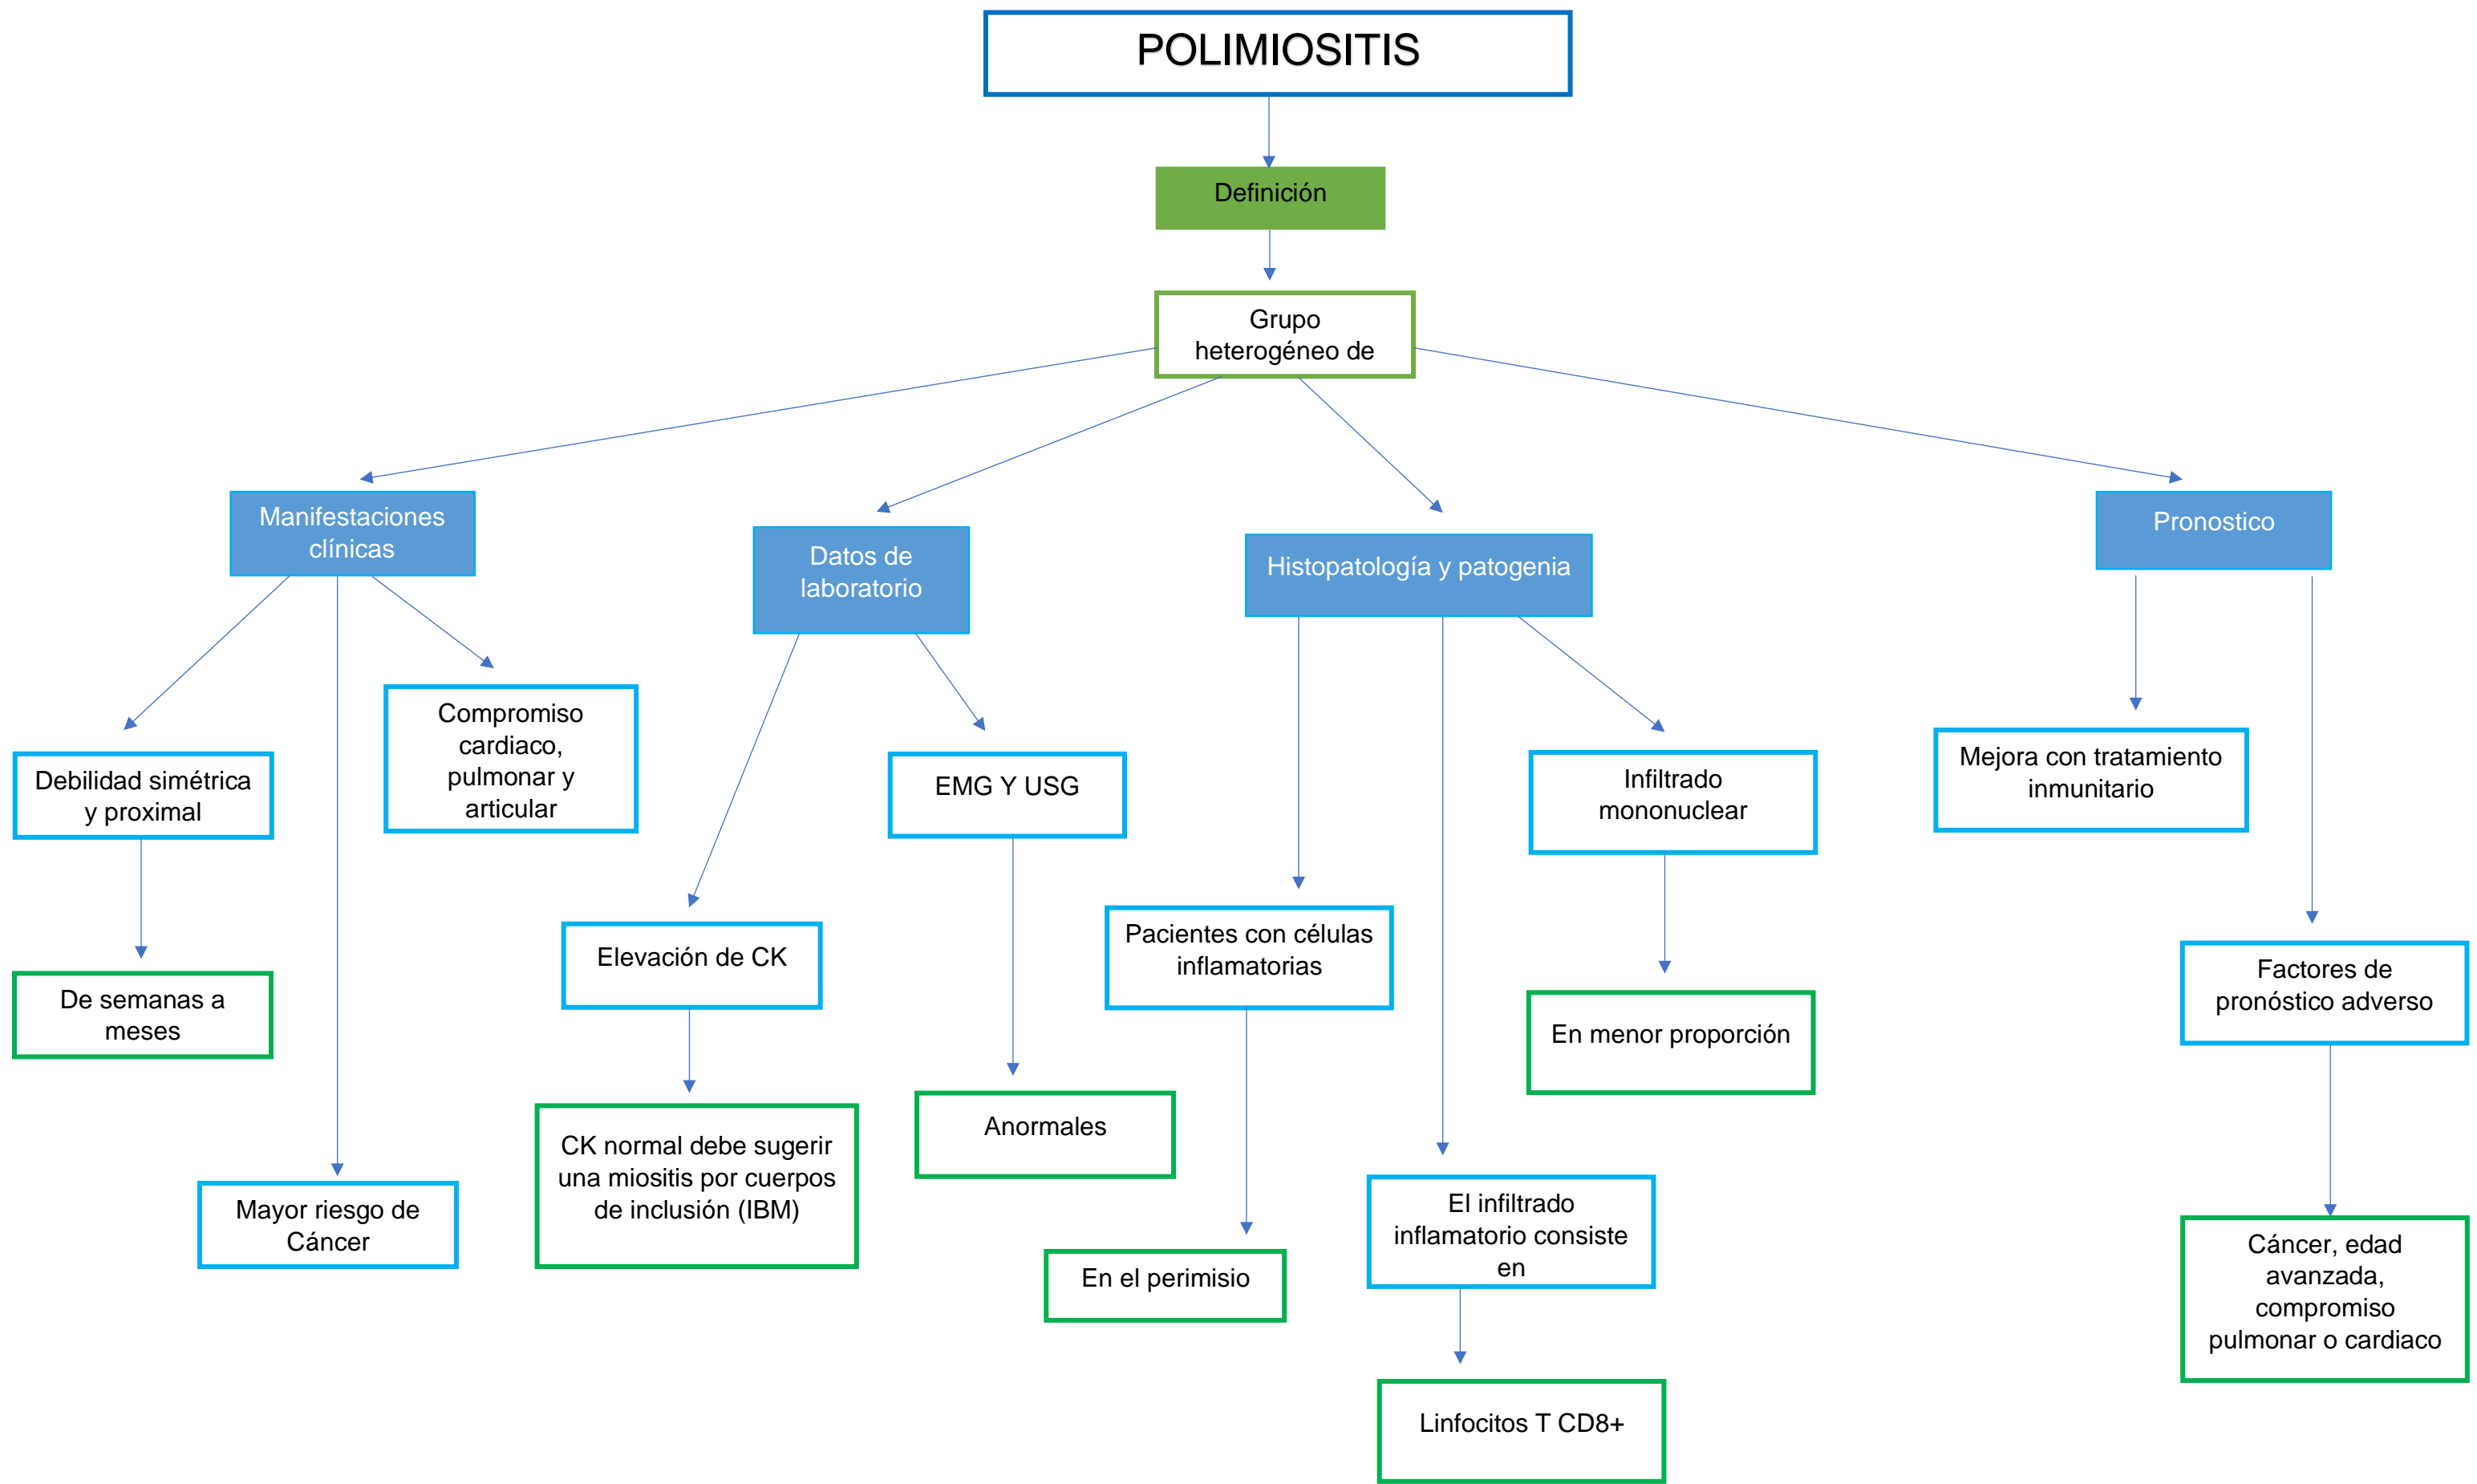 POLIMIOSITIS
Definición
Grupo
heterogéneo de
Manifestaciones
clínicas
Datos de
laboratorio
Histopatología y patogenia
Pronostico
Debilidad simétrica
y proximal
De semanas a
meses
Mayor riesgo de
Cáncer
Compromiso
cardiaco,
pulmonar y
articular
Elevación de CK
CK normal debe sugerir
una miositis por cuerpos
de inclusión (IBM)
EMG Y USG
Anormales
Pacientes con células
inflamatorias
En el perimisio
El infiltrado
inflamatorio consiste
en
Linfocitos T CD8+
Infiltrado
mononuclear
En menor proporción
Mejora con tratamiento
inmunitario
Factores de
pronóstico adverso
Cáncer, edad
avanzada,
compromiso
pulmonar o cardiaco